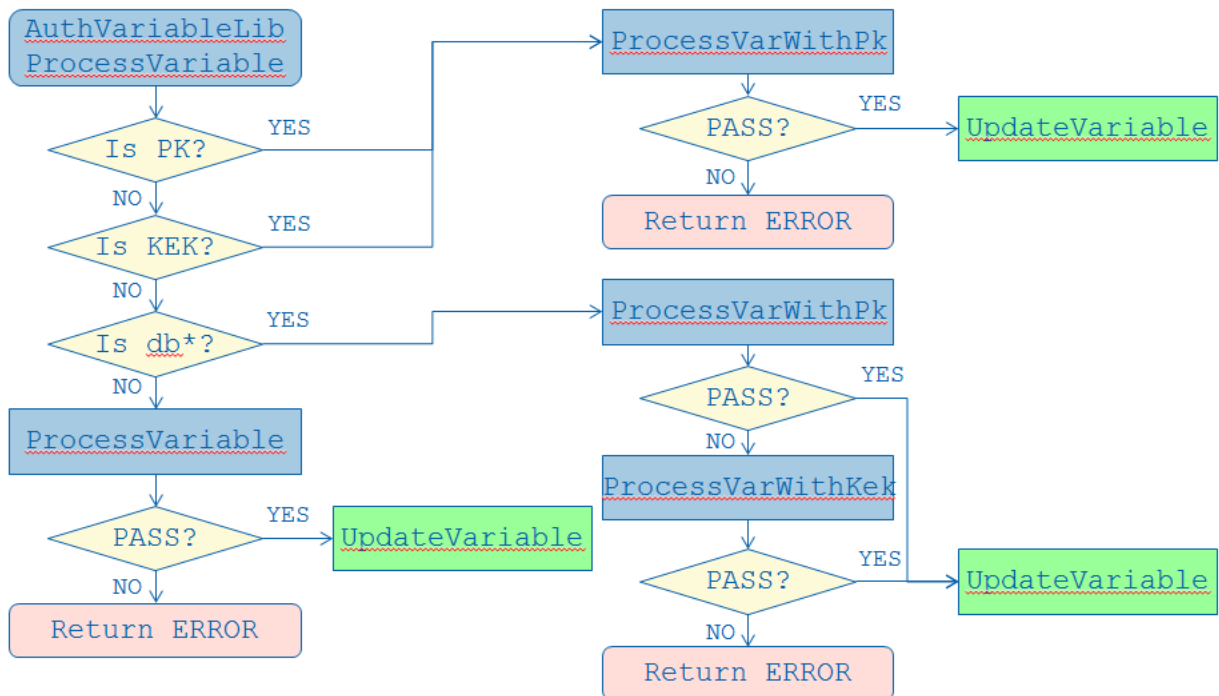 AuthVariableLib
ProcessVariable
Is PK?
YES
NO
Is KEK?
YES
NO
Is db*?
YES
NO
ProcessVariable
PASS?
YES
UpdateVariable
NO
Return ERROR
ProcessVarWithPk
PASS?
YES
UpdateVariable
NO
Return ERROR
ProcessVarWithPk
PASS?
YES
NO
ProcessVarWithKek
PASS?
YES
UpdateVariable
NO
Return ERROR